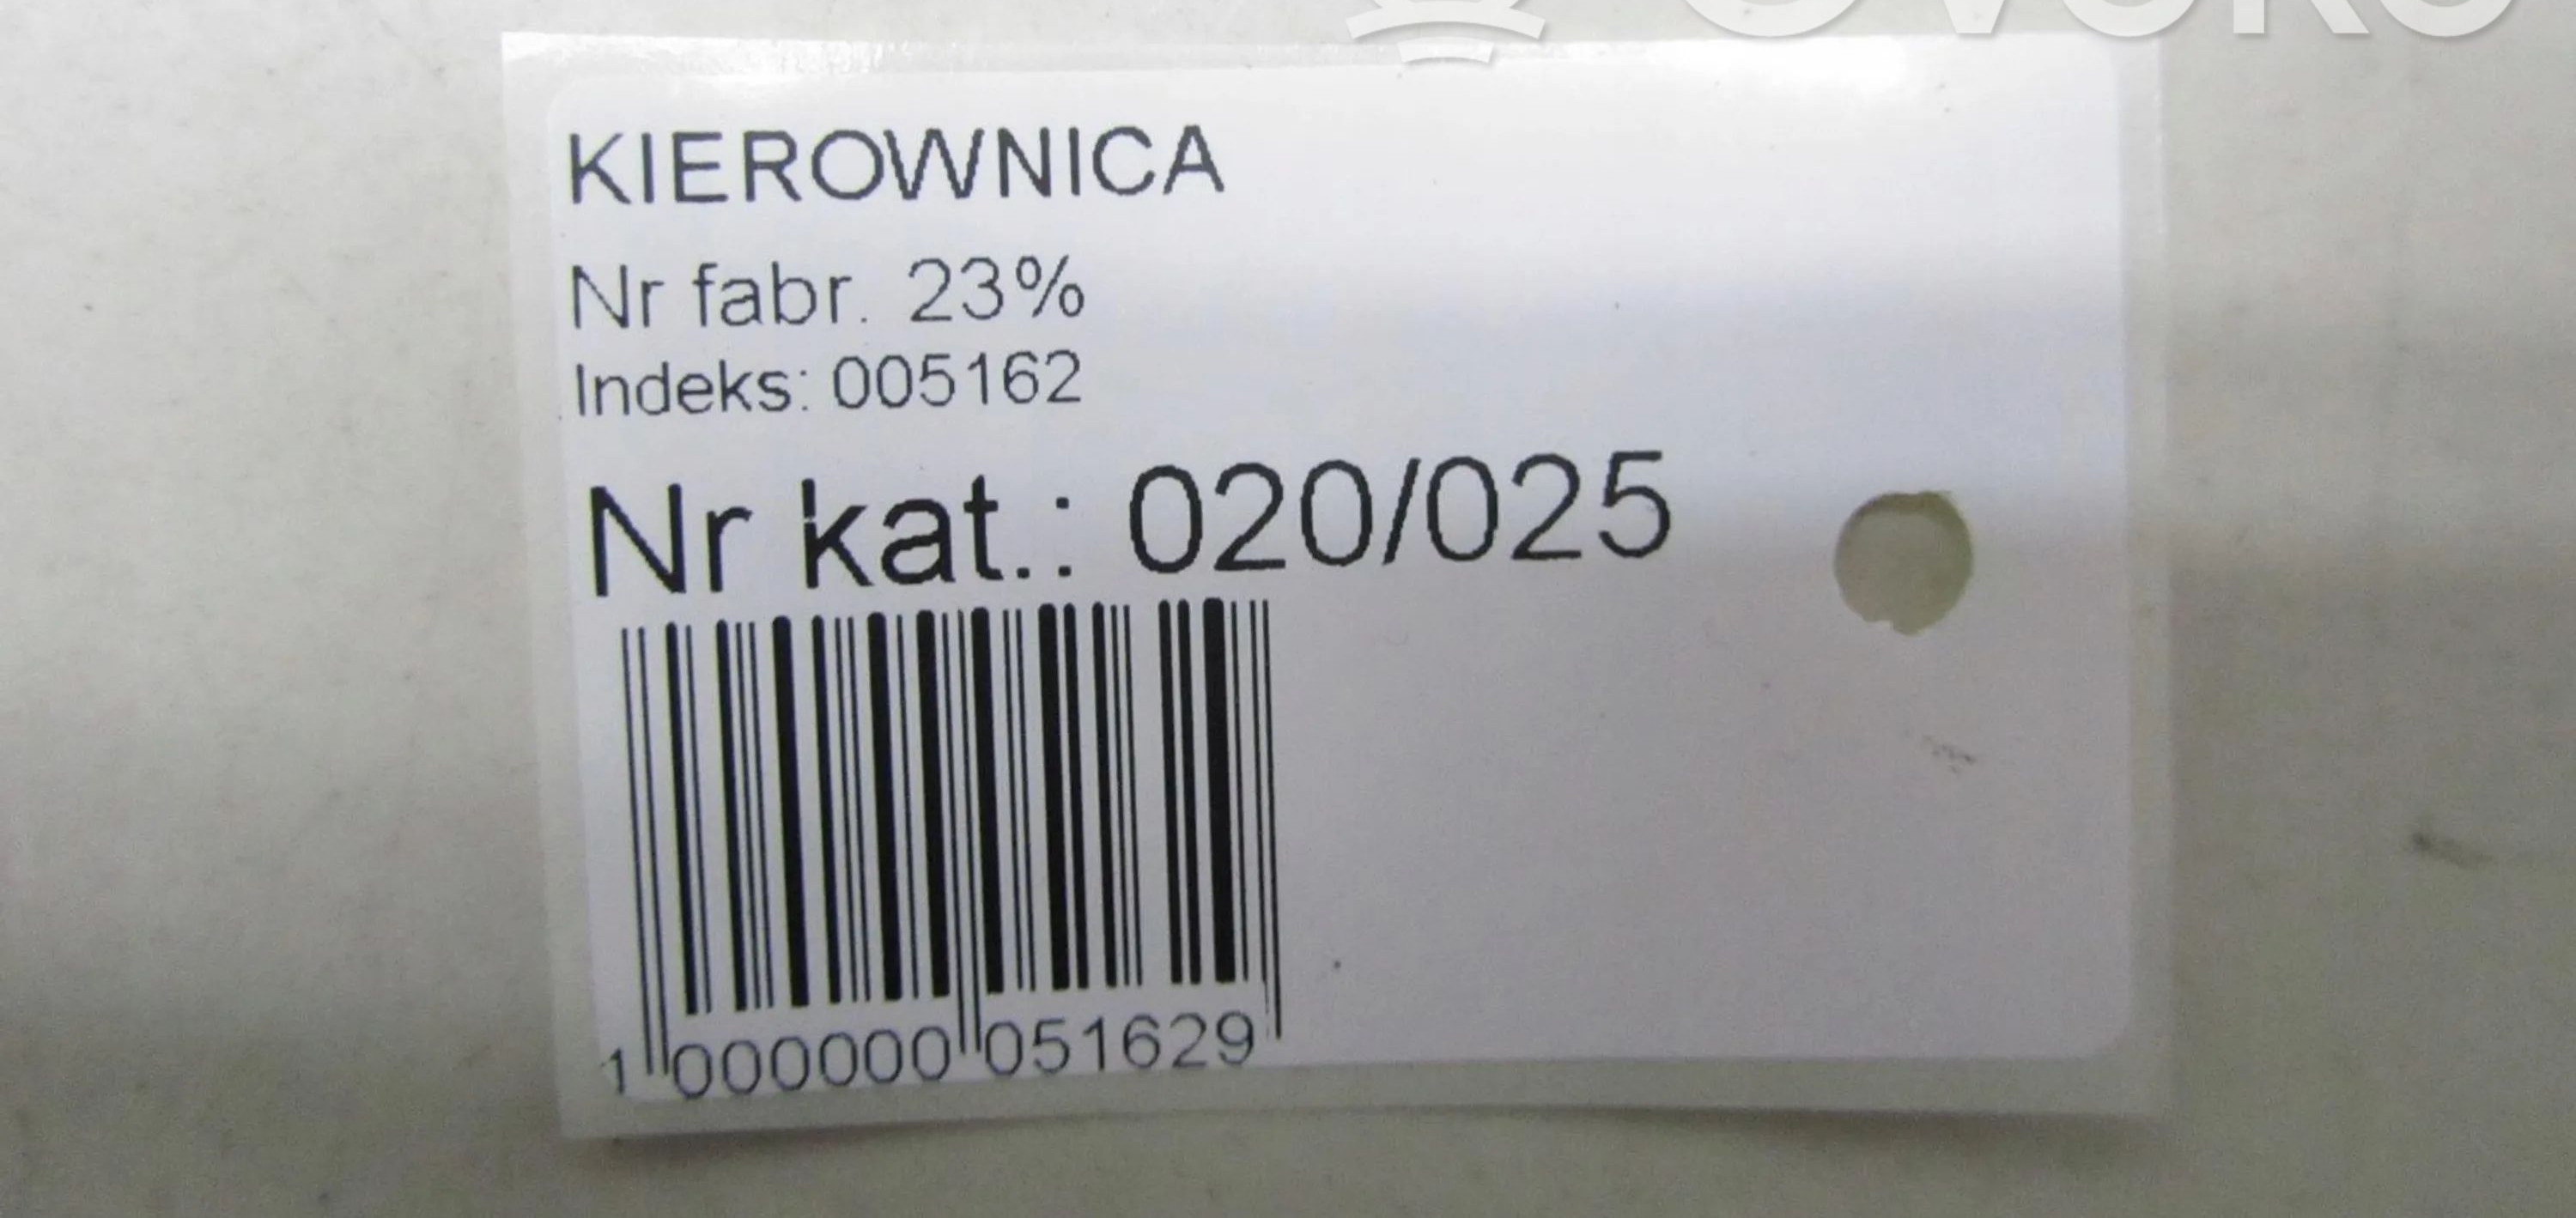 KIEROWNICA
Nr fabr. 23%
Indeks: 005162
Nr kat.: 020/025
1 000000 051629